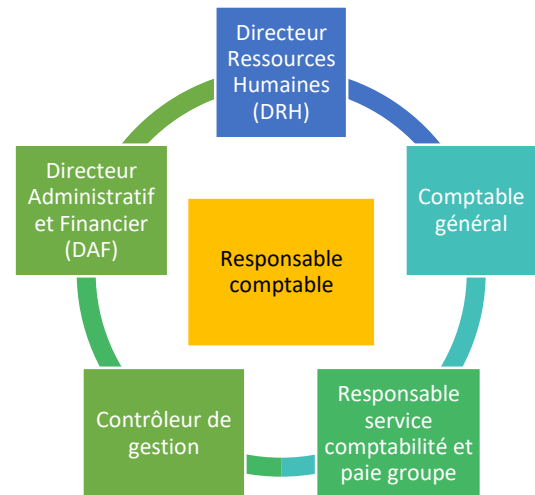 Directeur
Ressources
Humaines
(DRH)
Directeur
Administratif
et Financier
(DAF)
Comptable
général
Responsable
comptable
Contrôleur de
gestion
Responsable
service
comptabilité et
paie groupe